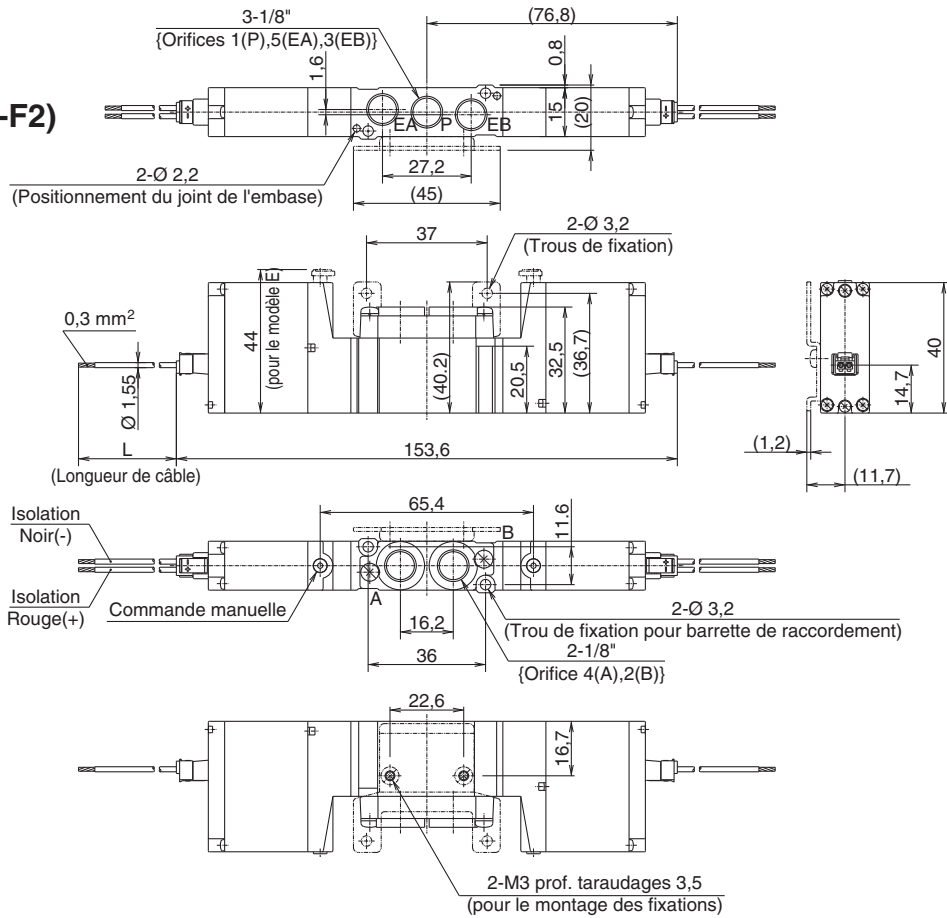 3-1/8"
{Orifices 1(P),5(EA),3(EB)}
(76,8)
1,6
0,8
-F2)
15
(20)
EA
P
EB
27,2
2-Ø 2,2
(Positionnement du joint de l'embase)
(45)
2-Ø 3,2
(Trous de fixation)
37
0,3 mm²
44
(pour le modèle E)
(40.2)
20,5
32,5
(36,7)
40
14,7
Ø 1,55
L
(Longueur de câble)
153,6
(1,2)
(11,7)
65,4
11.6
Isolation
Noir(-)
B
Isolation
Rouge(+)
Commande manuelle
A
16,2
2-Ø 3,2
(Trou de fixation pour barrette de raccordement)
36
2-1/8"
{Orifice 4(A),2(B)}
22,6
16,7
2-M3 prof. taraudages 3,5
(pour le montage des fixations)